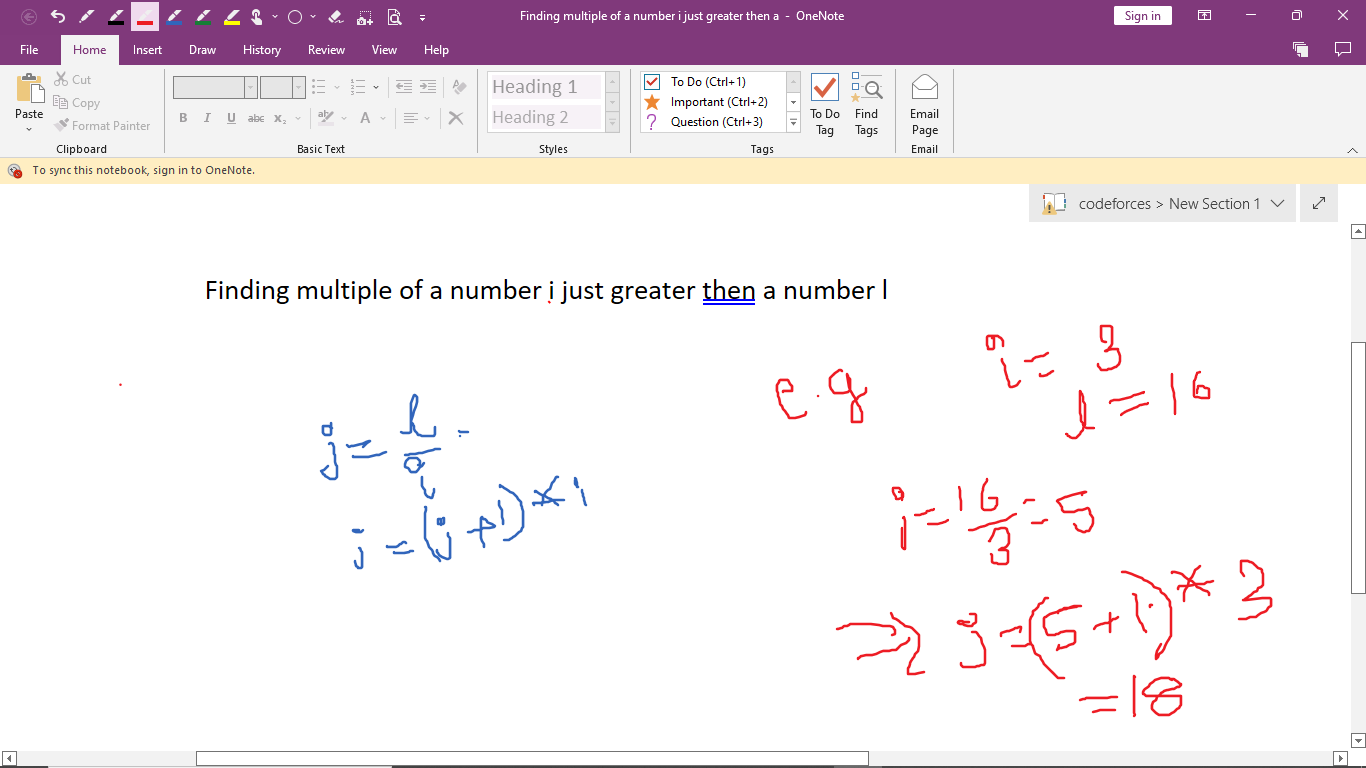 Finding multiple of a number i just greater then a - OneNote
Sign in
File Home Insert Draw History Review View Help
Paste
Cut
Copy
Format Painter
Clipboard
B I U abc x₂ A
Basic Text
Heading 1
Heading 2
Styles
To Do (Ctrl+1)
Important (Ctrl+2)
Question (Ctrl+3)
To Do Tag
Find Tags
Tags
Email Page
Email
To sync this notebook, sign in to OneNote.
codeforces > New Section 1
Finding multiple of a number i just greater then a number l
j = l/i =
j = (j + 1) * i
e.g
i = 3
l = 16
j = 16/3 = 5
=> j = (5 + 1) * 3
= 18